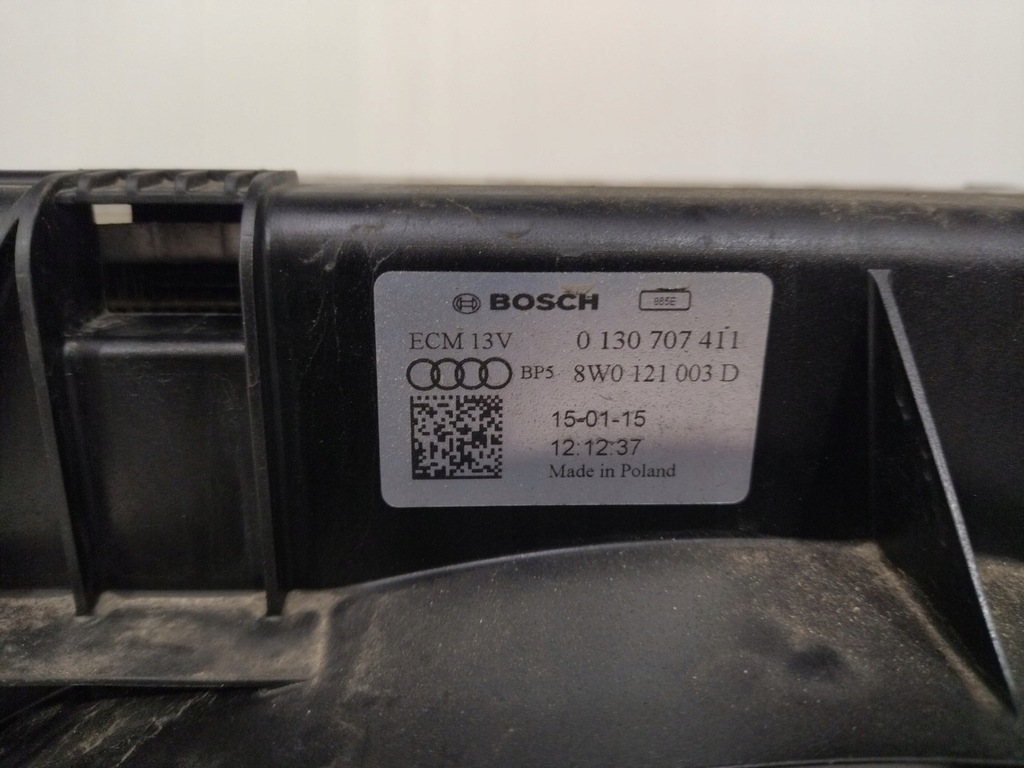 BOSCH 865E
ECM 13V 0 130 707 411
BP5 8W0 121 003 D
15-01-15
12:12:37
Made in Poland